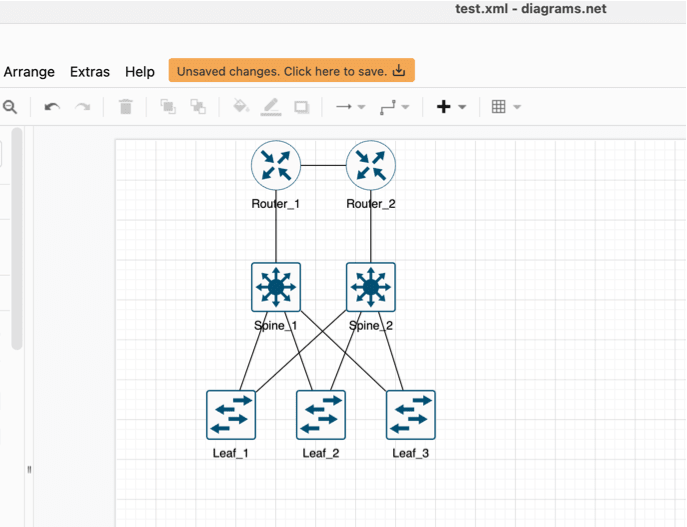 test.xml - diagrams.net
Arrange Extras Help Unsaved changes. Click here to save.
Router_1 Router_2
Spine_1 Spine_2
Leaf_1 Leaf_2 Leaf_3